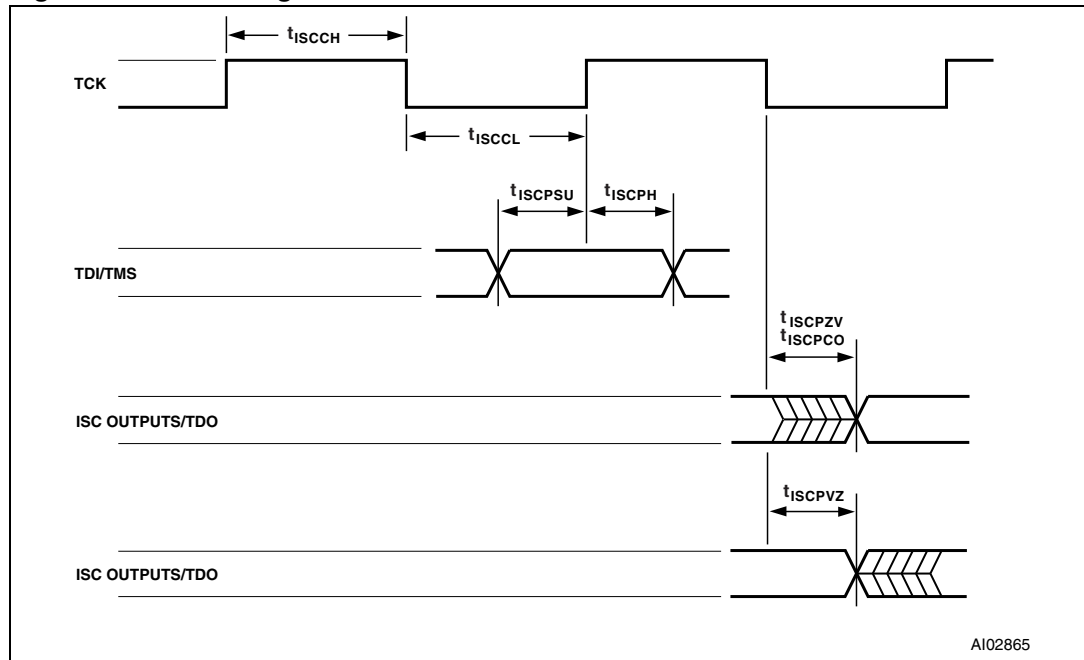 tISCCH
TCK
tISCCL
tISCPSU
tISCPH
TDI/TMS
tISCPZV
tISCPCO
ISC OUTPUTS/TDO
tISCPVZ
ISC OUTPUTS/TDO
AI02865